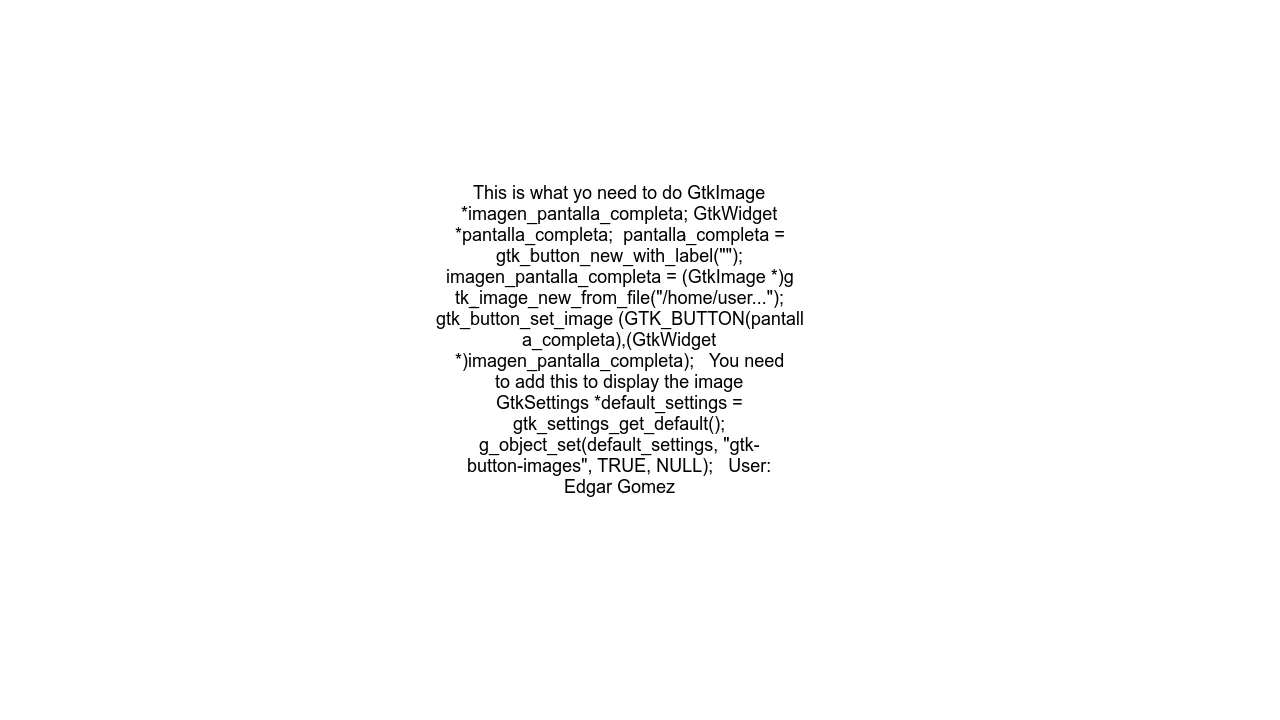 This is what yo need to do GtkImage
*imagen_pantalla_completa; GtkWidget
*pantalla_completa;  pantalla_completa =
gtk_button_new_with_label("");
imagen_pantalla_completa = (GtkImage *)g
tk_image_new_from_file("/home/user...");
gtk_button_set_image (GTK_BUTTON(pantall
a_completa),(GtkWidget
*)imagen_pantalla_completa);   You need
to add this to display the image
GtkSettings *default_settings =
gtk_settings_get_default();
g_object_set(default_settings, "gtk-
button-images", TRUE, NULL);   User:
Edgar Gomez